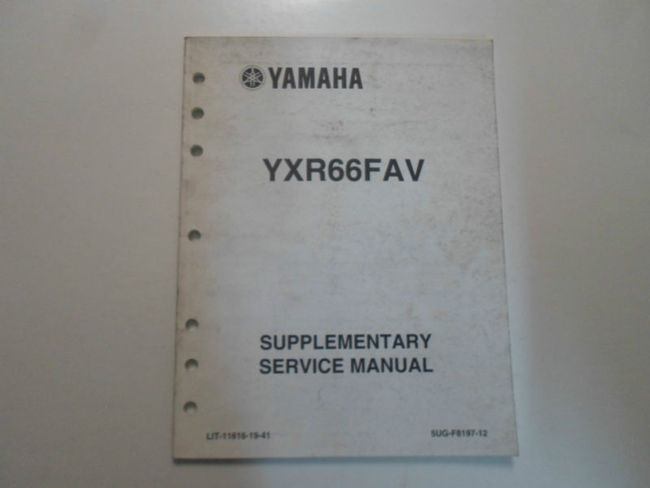 YAMAHA
YXR66FAV
SUPPLEMENTARY
SERVICE MANUAL
LIT-11616-19-41
5UG-F8197-12